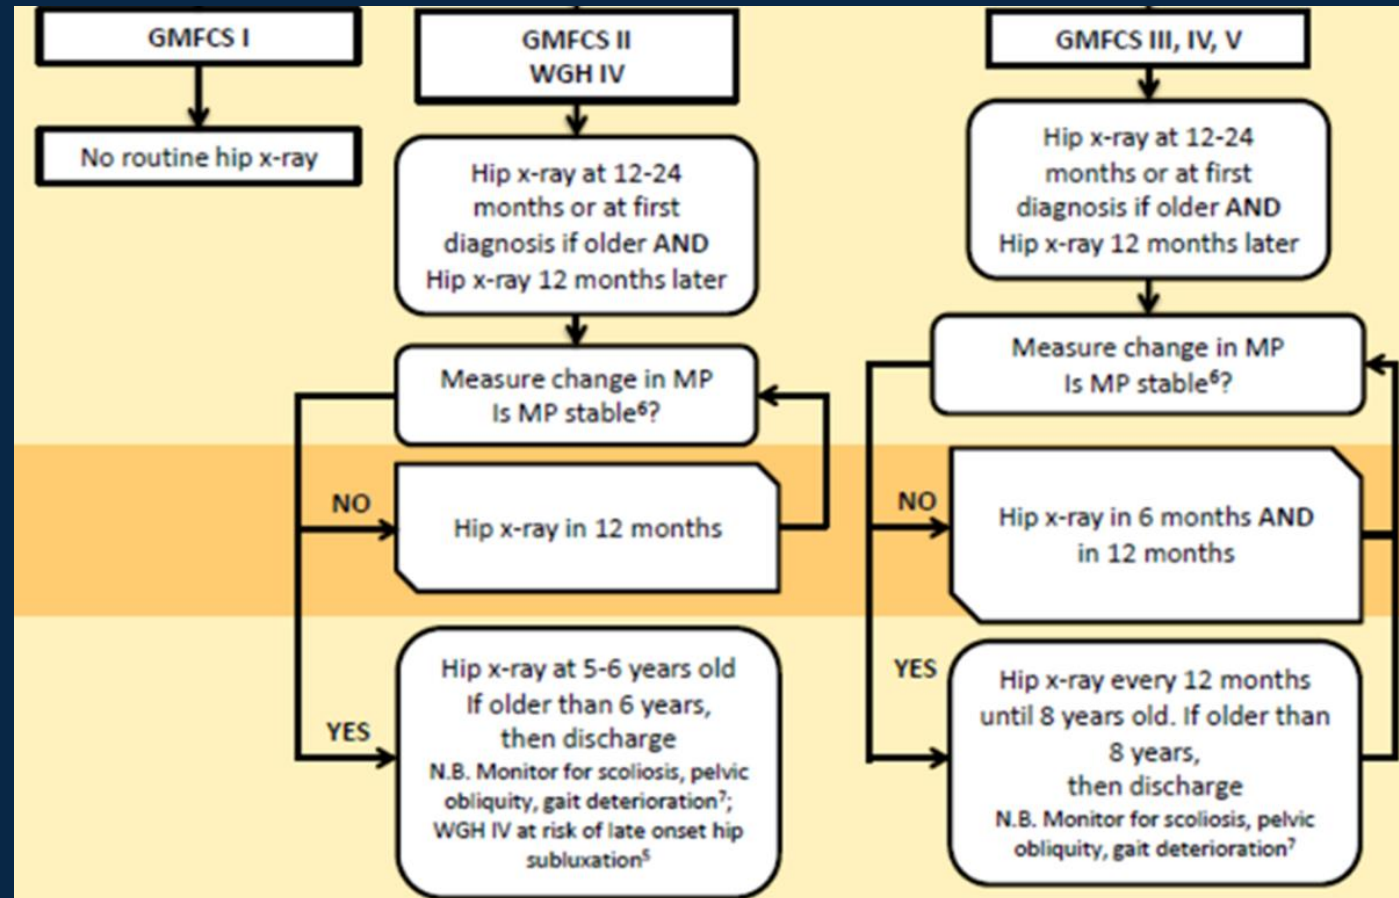 GMFCS I
No routine hip x-ray
GMFCS II
WGH IV
Hip x-ray at 12-24
months or at first
diagnosis if older AND
Hip x-ray 12 months later
Measure change in MP
Is MP stable⁶?
NO
Hip x-ray in 12 months
YES
Hip x-ray at 5-6 years old
If older than 6 years,
then discharge
N.B. Monitor for scoliosis, pelvic
obliquity, gait deterioration⁷;
WGH IV at risk of late onset hip
subluxation⁵
GMFCS III, IV, V
Hip x-ray at 12-24
months or at first
diagnosis if older AND
Hip x-ray 12 months later
Measure change in MP
Is MP stable⁶?
NO
Hip x-ray in 6 months AND
in 12 months
YES
Hip x-ray every 12 months
until 8 years old. If older than
8 years,
then discharge
N.B. Monitor for scoliosis, pelvic
obliquity, gait deterioration⁷